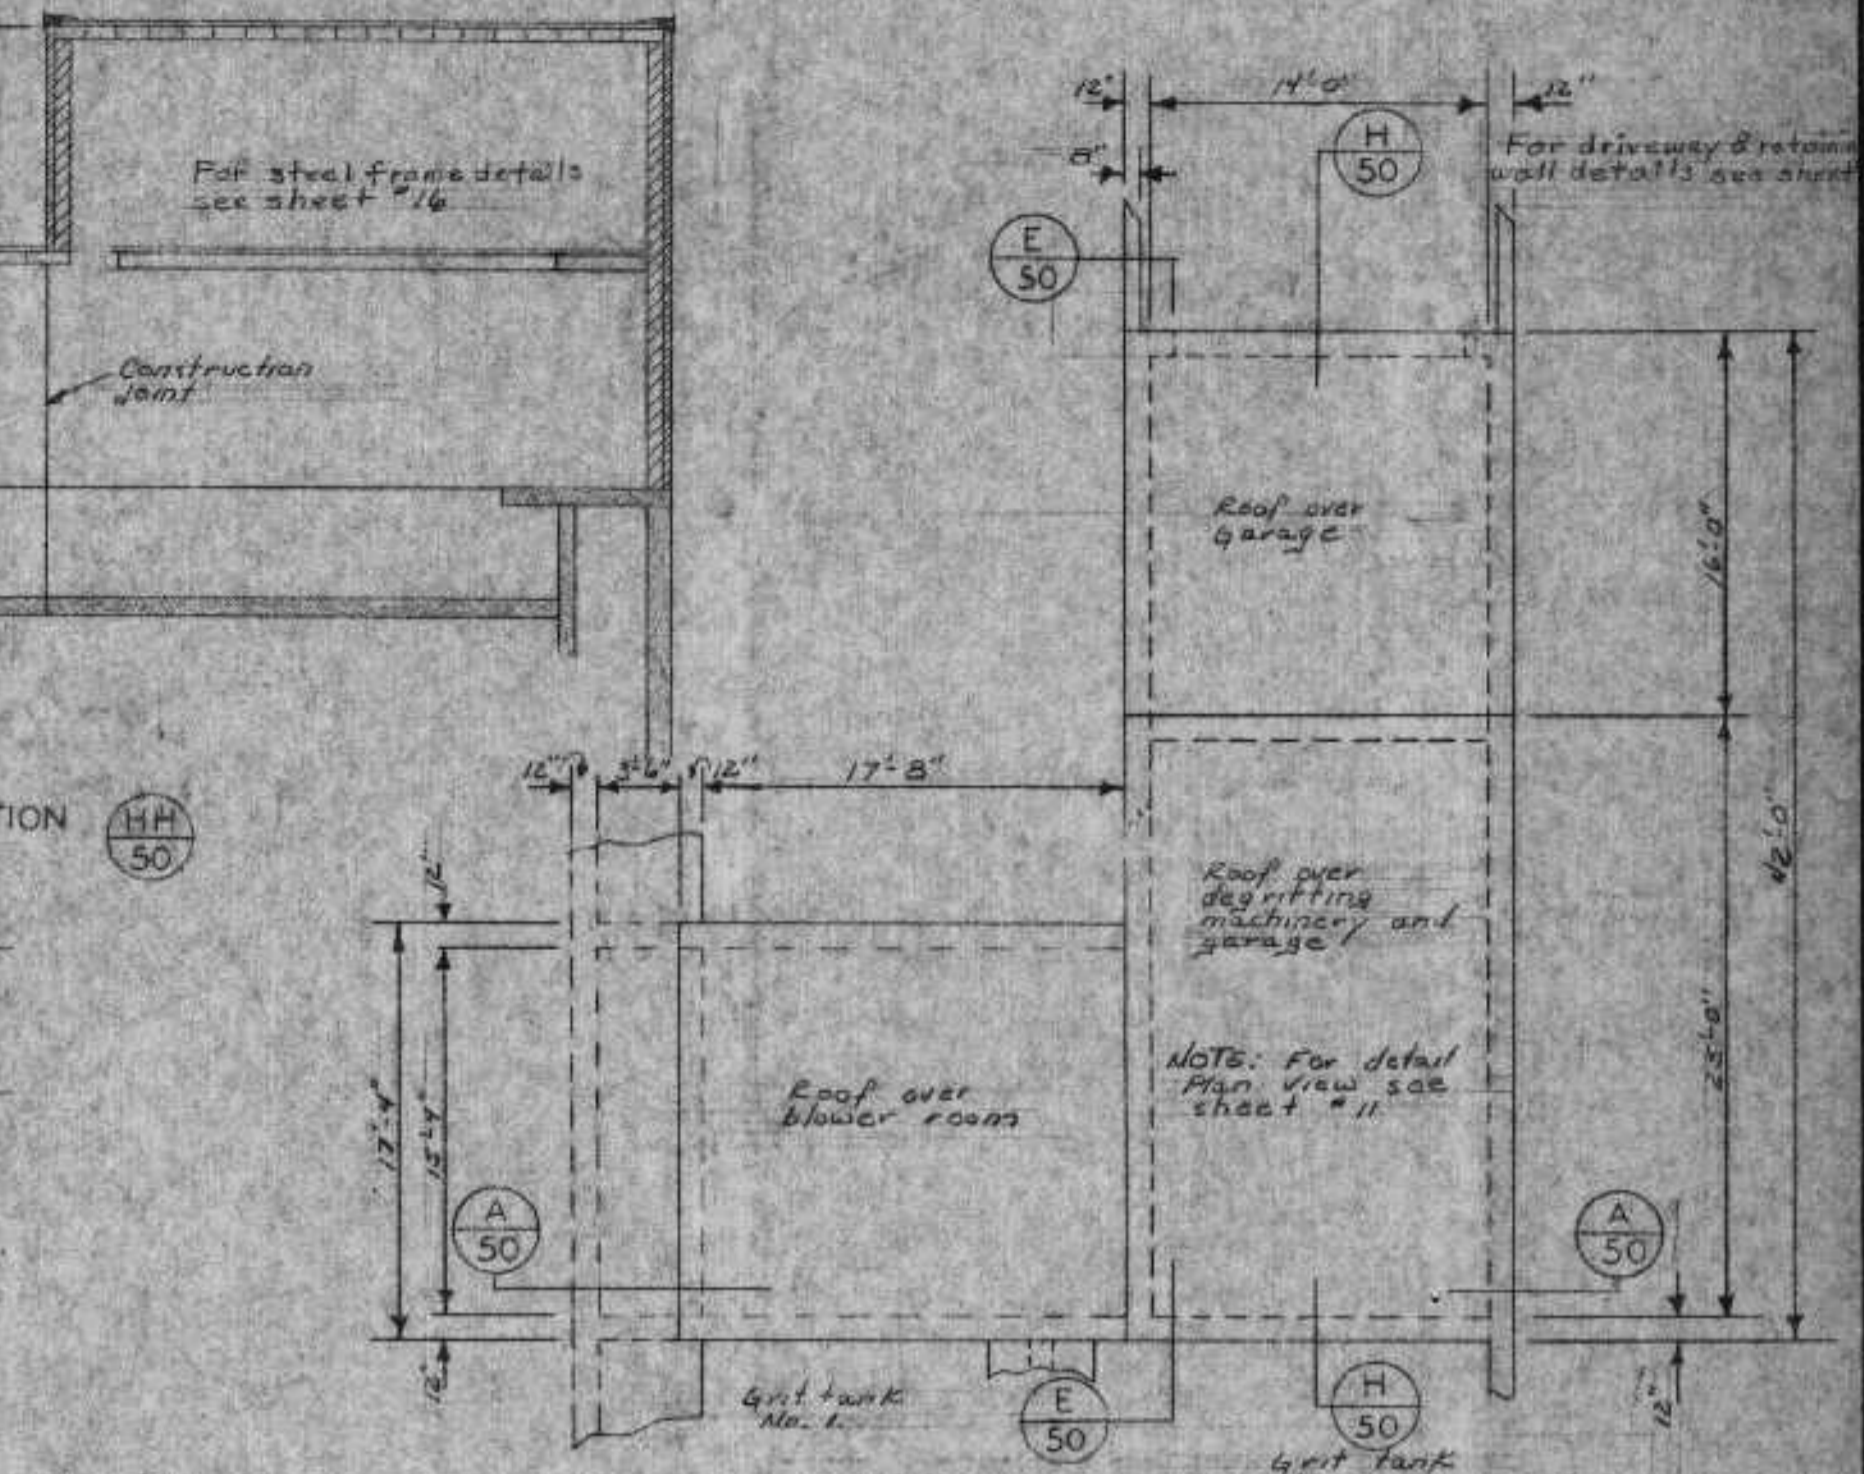 For steel frame details
see sheet #16
Construction
joint
TION
HH
50
12"
14'-0"
12"
8"
H
50
For driveway & retain
wall details see sheet
E
50
Roof over
Garage
16'-0"
42'-0"
12"
3'-6"
12"
17'-8"
12"
Roof over
degritting
machinery and
garage
25'-0"
NOTE: For detail
Plan view see
sheet #11
Roof over
blower room
17'-4"
15'-4"
A
50
A
50
12"
12"
Grit tank
No. 1.
E
50
H
50
Grit tank